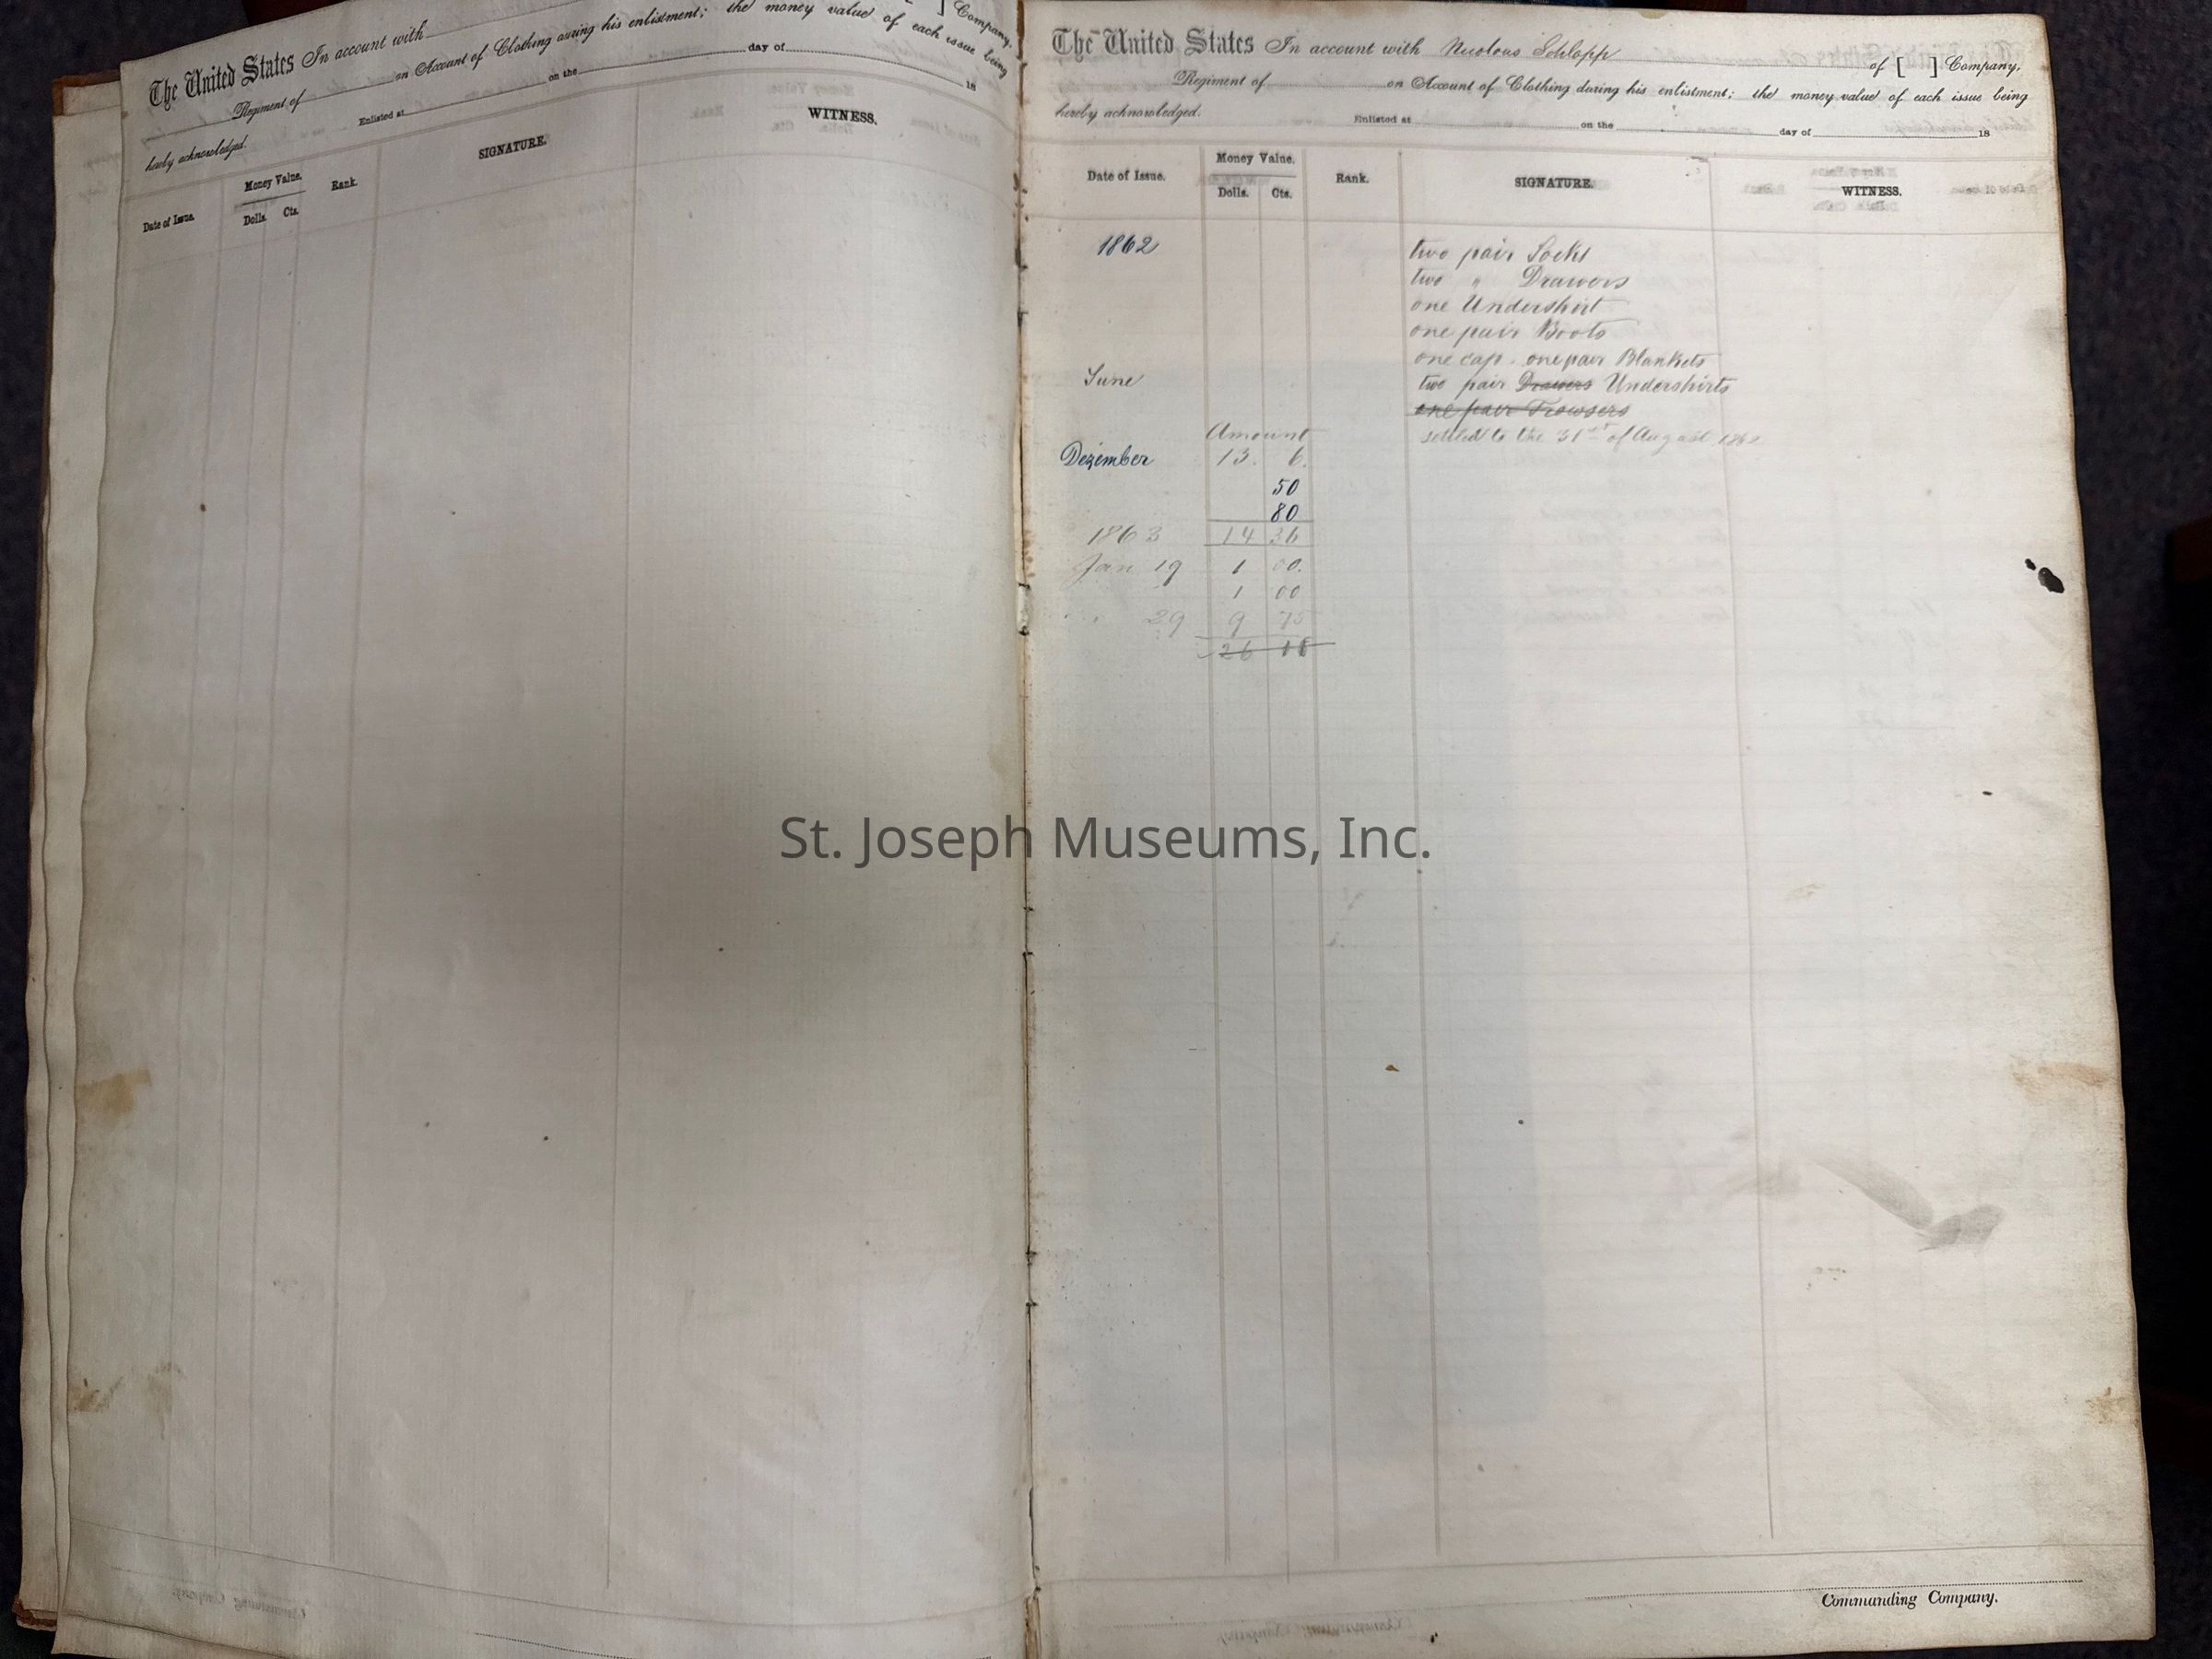 The United States In account with
] Company,
Regiment of on Account of Clothing during his enlistment; the money value of each issue being
hereby acknowledged. Enlisted at on the day of 18
Date of Issue. Money Value. Rank. SIGNATURE. WITNESS.
Dolls. Cts.
The United States In account with Nicolaus Schlapp of [ ] Company,
Regiment of on Account of Clothing during his enlistment; the money value of each issue being
hereby acknowledged. Enlisted at on the day of 18
Date of Issue. Money Value. Rank. SIGNATURE. WITNESS.
Dolls. Cts.
1862 two pair Socks
two " Drawers
one Undershirt
one pair Boots
one cap. one pair Blankets
June two pair Drawers Undershirts
one pair Trowsers
Amount settled to the 31st of August 1862
Dezember 13. 6.
50
80
1863 14 36
Jan 19 1 00.
1 00
29 9 75
26 11
St. Joseph Museums, Inc.
Commanding Company.